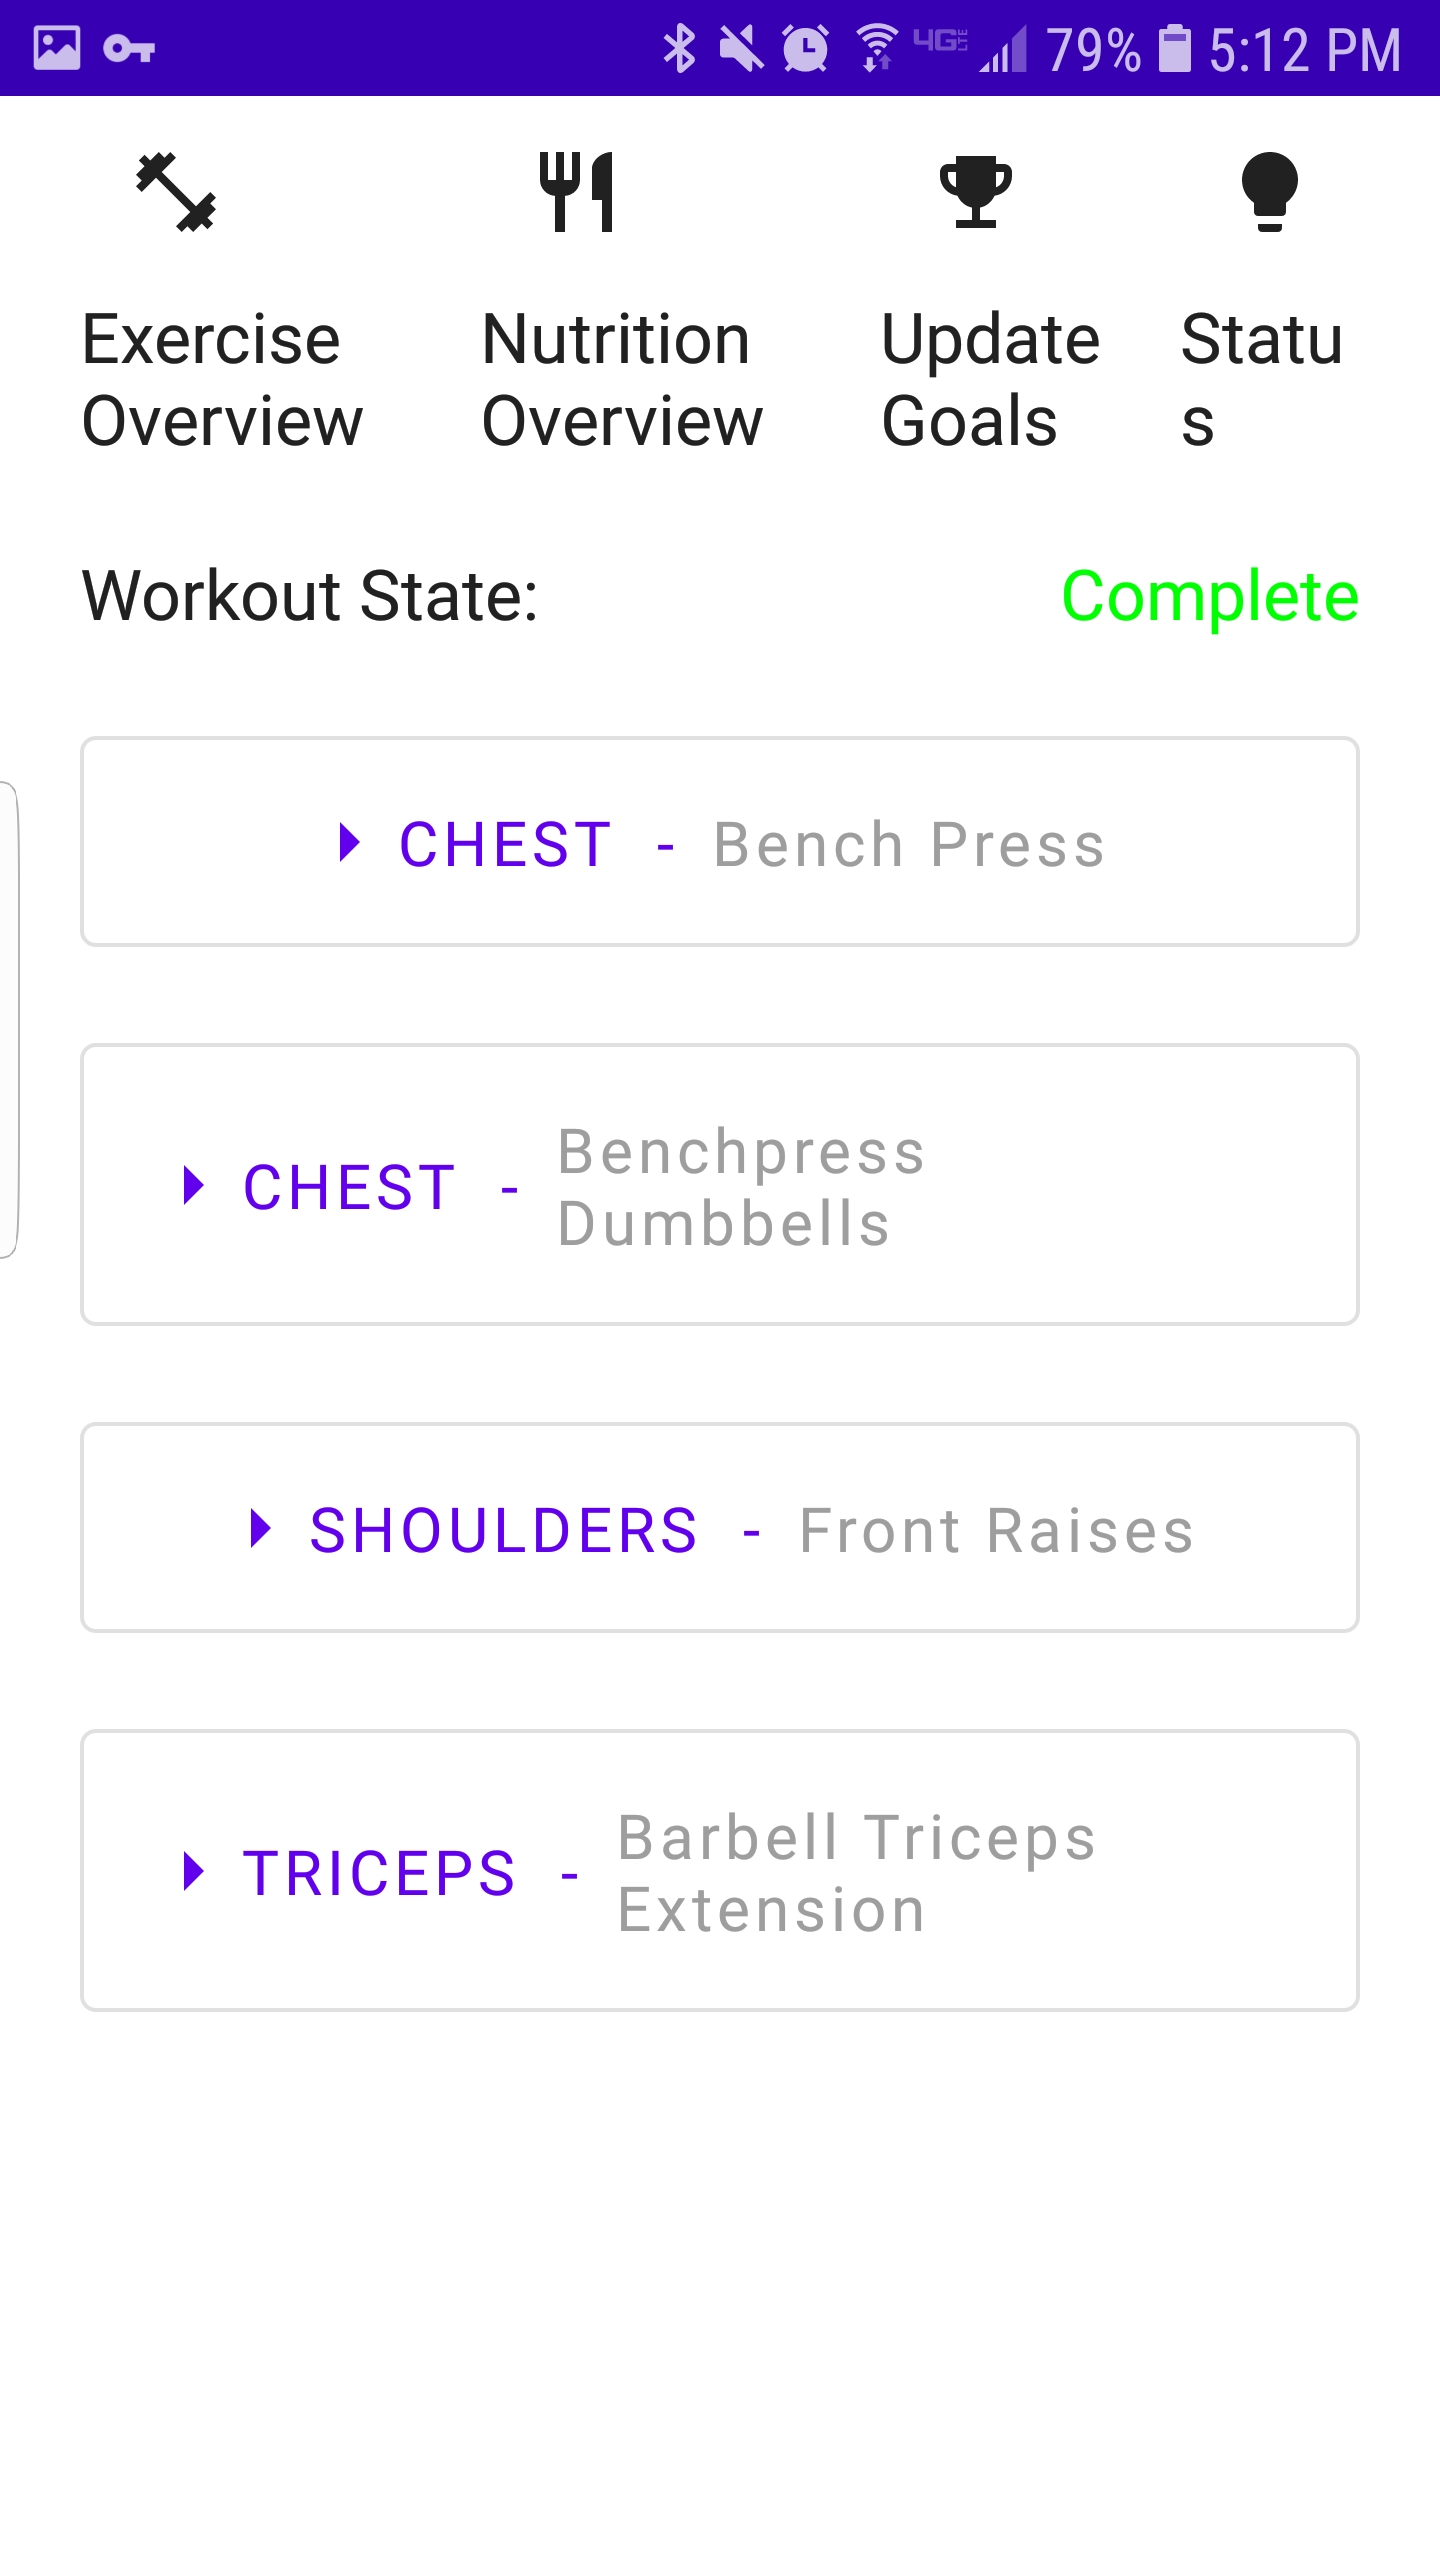 4G LTE 79% 5:12 PM
Exercise Overview
Nutrition Overview
Update Goals
Statu
s
Workout State: Complete
CHEST - Bench Press
CHEST - Benchpress
Dumbbells
SHOULDERS - Front Raises
TRICEPS - Barbell Triceps
Extension